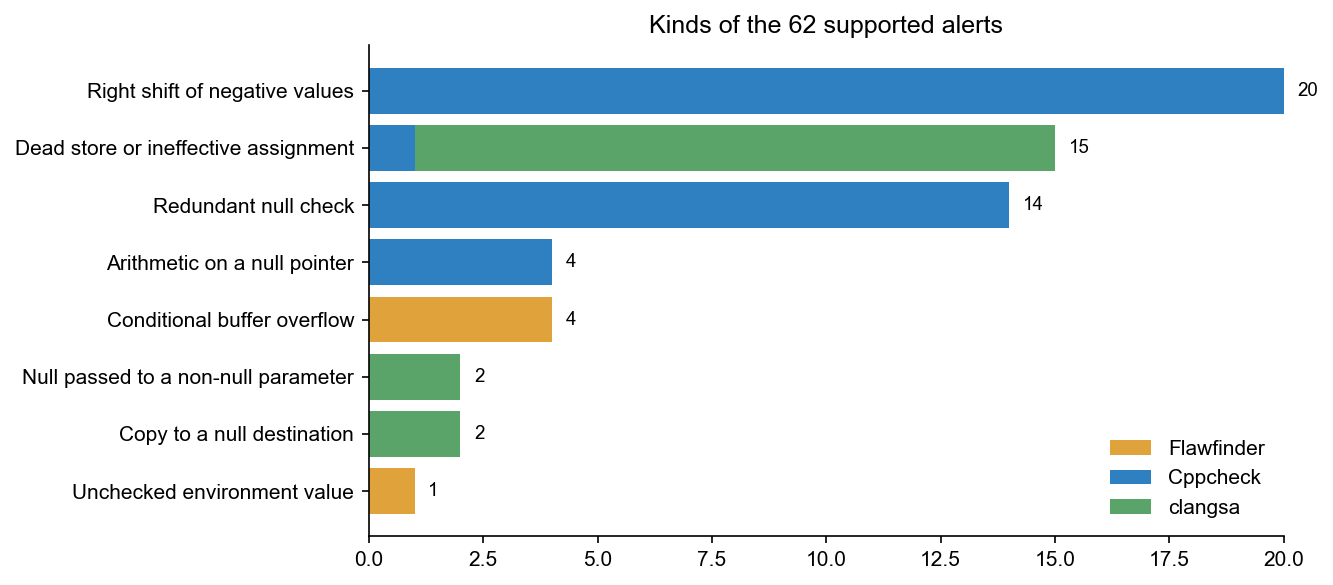 Kinds of the 62 supported alerts
Right shift of negative values 20
Dead store or ineffective assignment 15
Redundant null check 14
Arithmetic on a null pointer 4
Conditional buffer overflow 4
Null passed to a non-null parameter 2
Copy to a null destination 2
Unchecked environment value 1
Flawfinder
Cppcheck
clangsa
0.0 2.5 5.0 7.5 10.0 12.5 15.0 17.5 20.0